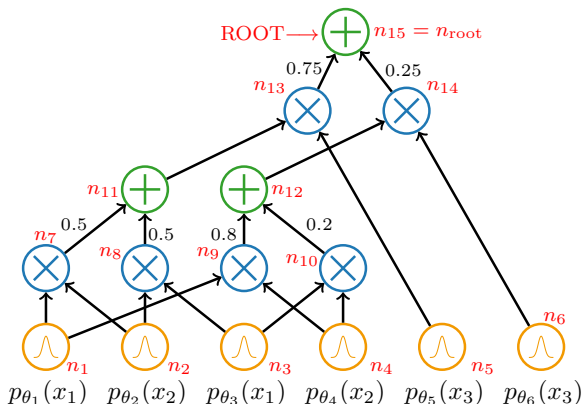 ROOT→ n₁₅ = n_root
0.75 0.25
n₁₃ n₁₄
n₁₁ n₁₂
n₇ 0.5 n₈ 0.5 n₉ 0.8 n₁₀ 0.2
n₁ n₂ n₃ n₄ n₅ n₆
p_θ₁(x₁) p_θ₂(x₂) p_θ₃(x₁) p_θ₄(x₂) p_θ₅(x₃) p_θ₆(x₃)